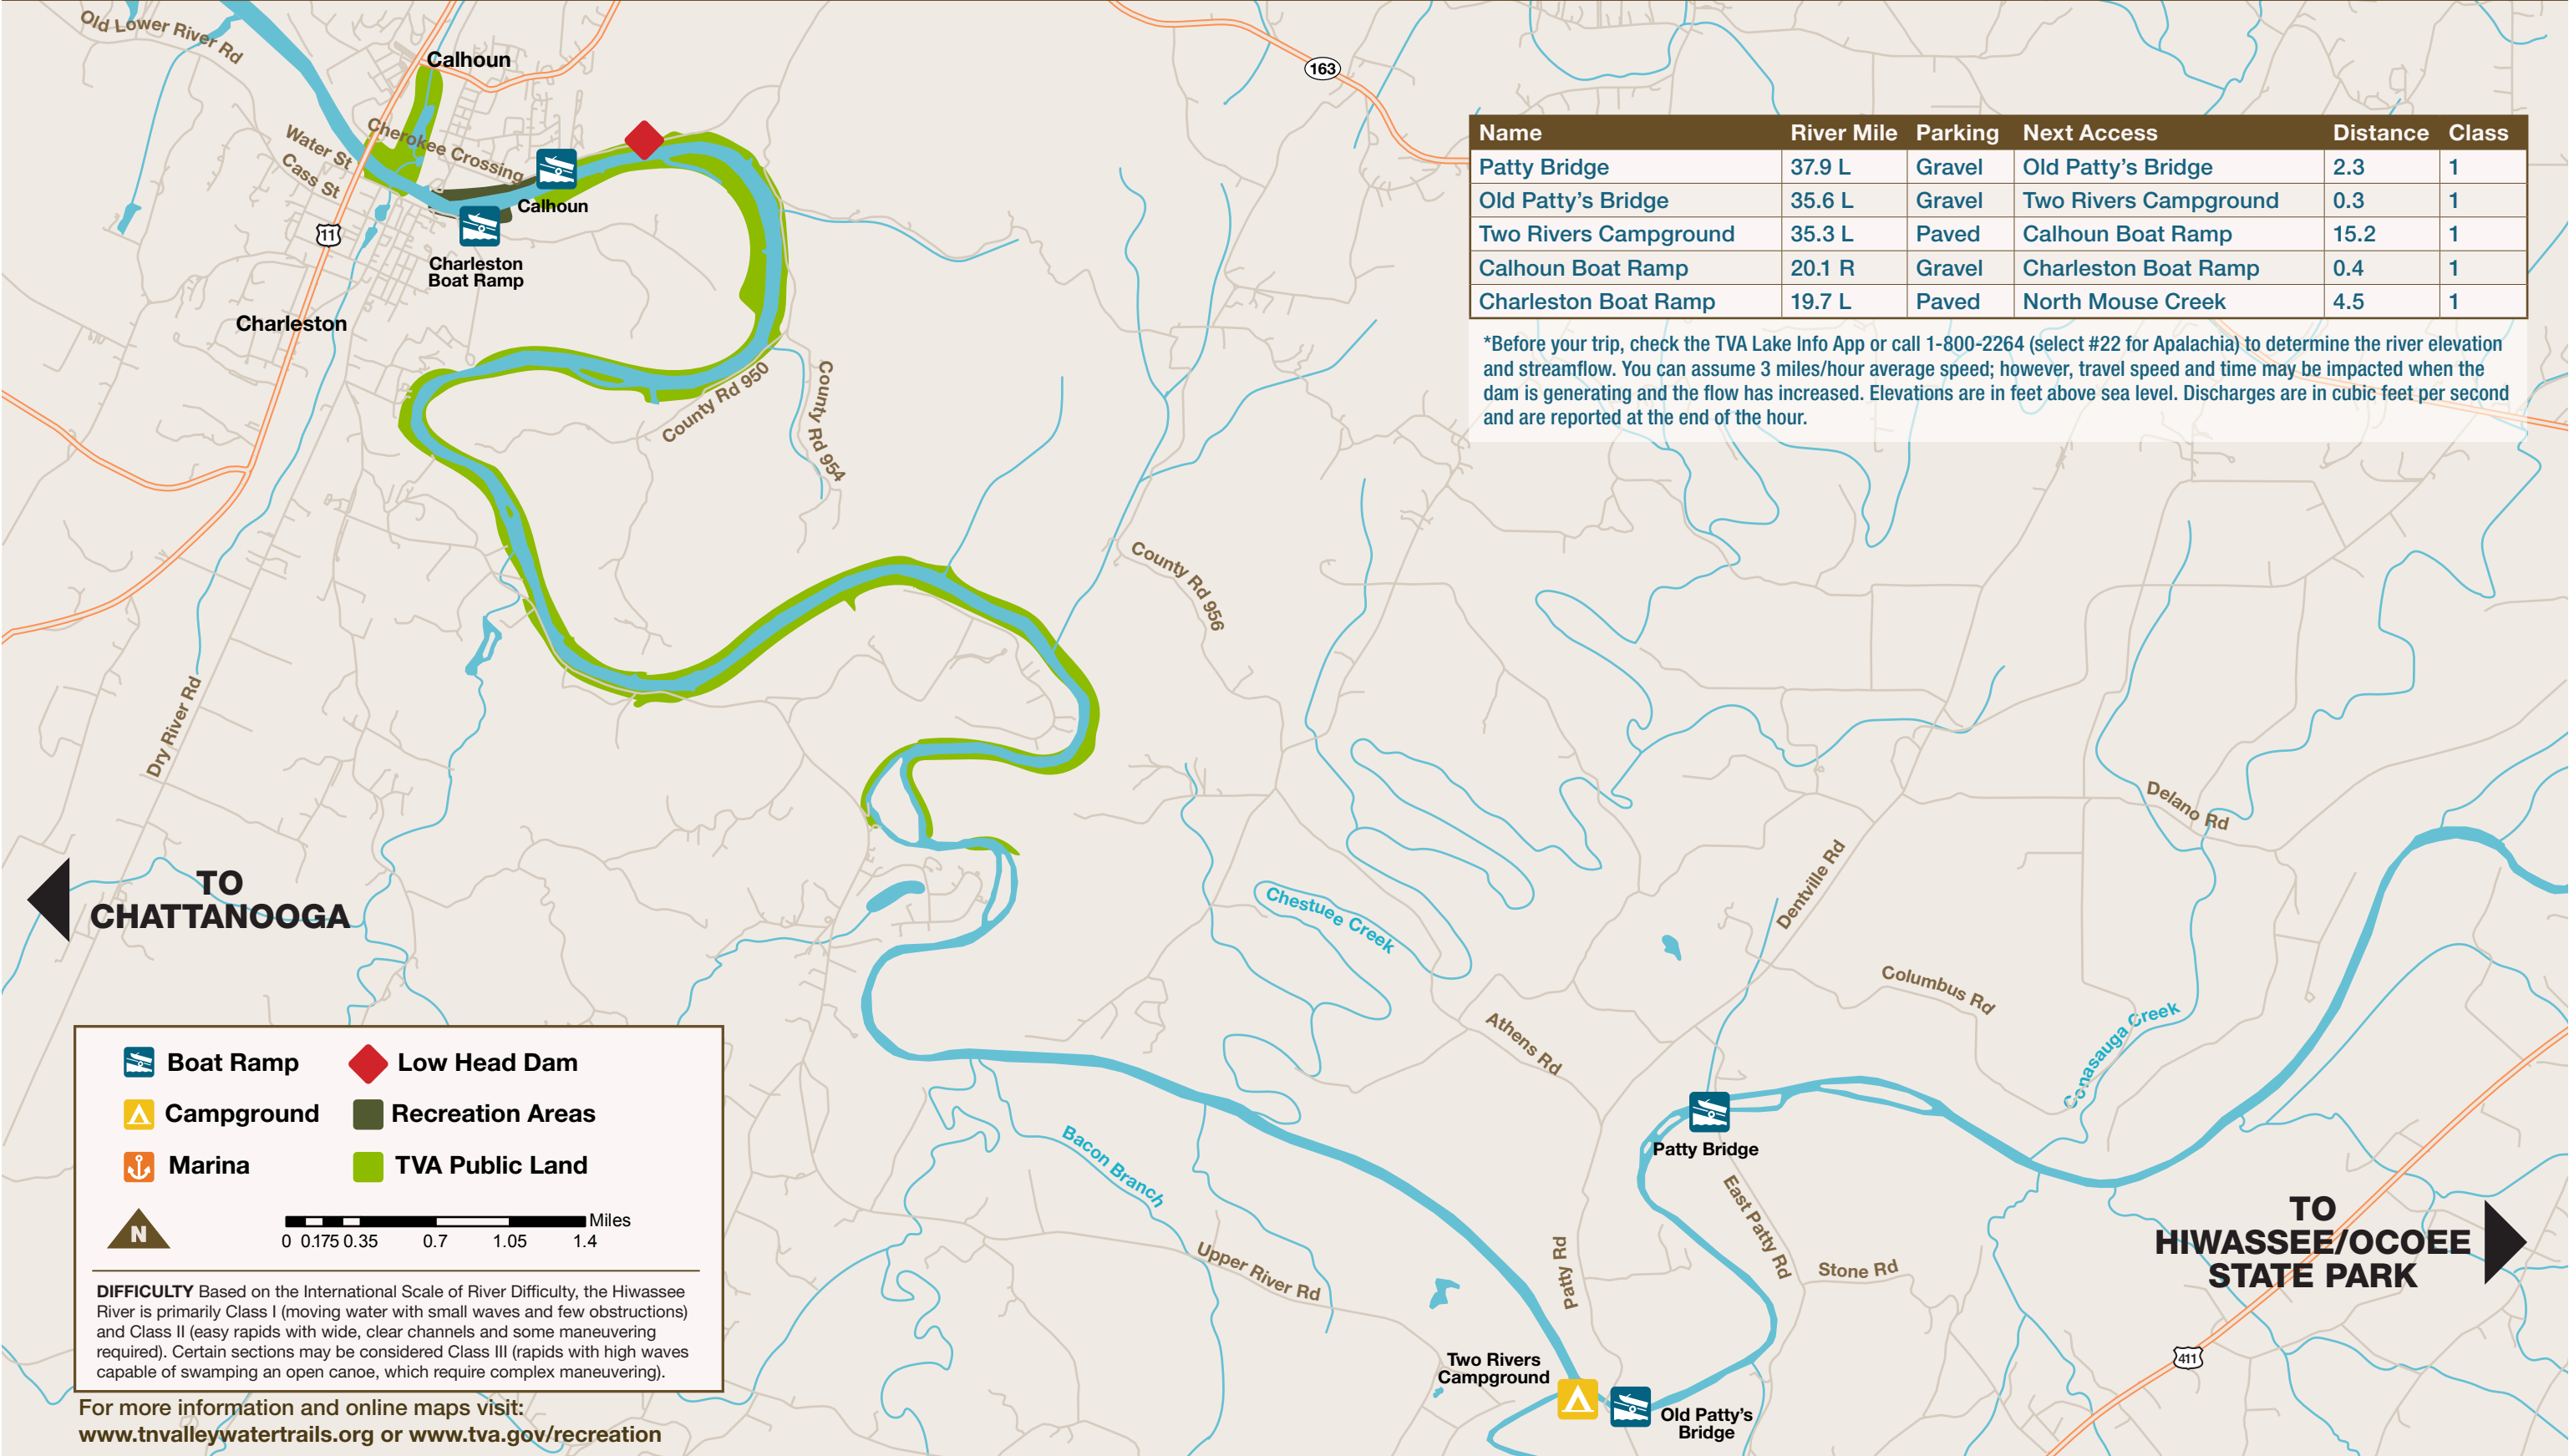 Old Lower River Rd
Calhoun
163
Water St
Cherokee Crossing
Cass St
Calhoun
11
Charleston
Boat Ramp
Charleston
County Rd 950
County Rd 954
Name River Mile Parking Next Access Distance Class
Patty Bridge 37.9 L Gravel Old Patty's Bridge 2.3 1
Old Patty's Bridge 35.6 L Gravel Two Rivers Campground 0.3 1
Two Rivers Campground 35.3 L Paved Calhoun Boat Ramp 15.2 1
Calhoun Boat Ramp 20.1 R Gravel Charleston Boat Ramp 0.4 1
Charleston Boat Ramp 19.7 L Paved North Mouse Creek 4.5 1
*Before your trip, check the TVA Lake Info App or call 1-800-2264 (select #22 for Apalachia) to determine the river elevation
and streamflow. You can assume 3 miles/hour average speed; however, travel speed and time may be impacted when the
dam is generating and the flow has increased. Elevations are in feet above sea level. Discharges are in cubic feet per second
and are reported at the end of the hour.
County Rd 956
Dry River Rd
Delano Rd
Dentville Rd
TO
CHATTANOOGA
Chestuee Creek
Columbus Rd
Athens Rd
Conasauga Creek
Patty Bridge
Bacon Branch
East Patty Rd
Patty Rd
Upper River Rd
Stone Rd
TO
HIWASSEE/OCOEE
STATE PARK
411
Two Rivers
Campground
Old Patty's
Bridge
Boat Ramp Low Head Dam
Campground Recreation Areas
Marina TVA Public Land
N
Miles
0 0.175 0.35 0.7 1.05 1.4
DIFFICULTY Based on the International Scale of River Difficulty, the Hiwassee
River is primarily Class I (moving water with small waves and few obstructions)
and Class II (easy rapids with wide, clear channels and some maneuvering
required). Certain sections may be considered Class III (rapids with high waves
capable of swamping an open canoe, which require complex maneuvering).
For more information and online maps visit:
www.tnvalleywatertrails.org or www.tva.gov/recreation